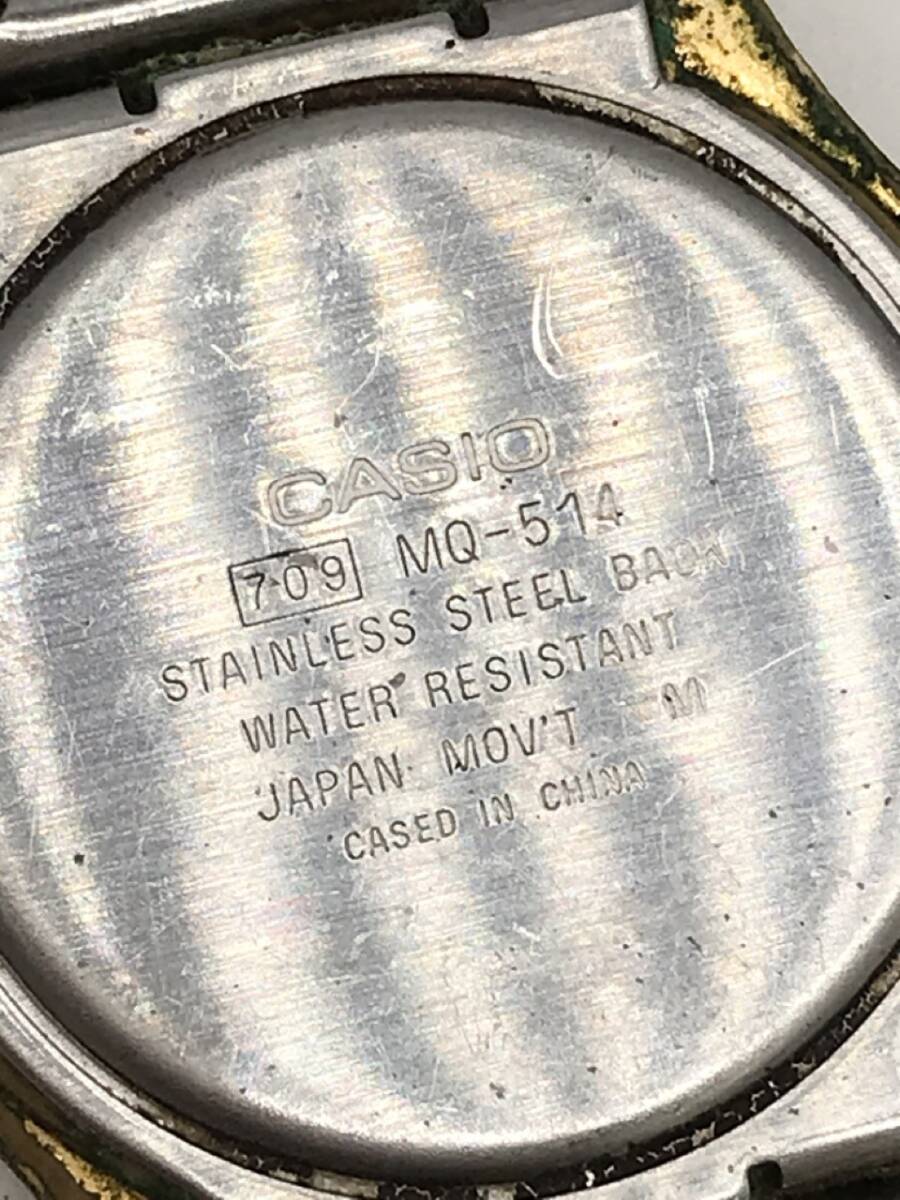 CASIO
709 MQ-514
STAINLESS STEEL BACK
WATER RESISTANT
JAPAN MOV'T M
CASED IN CHINA